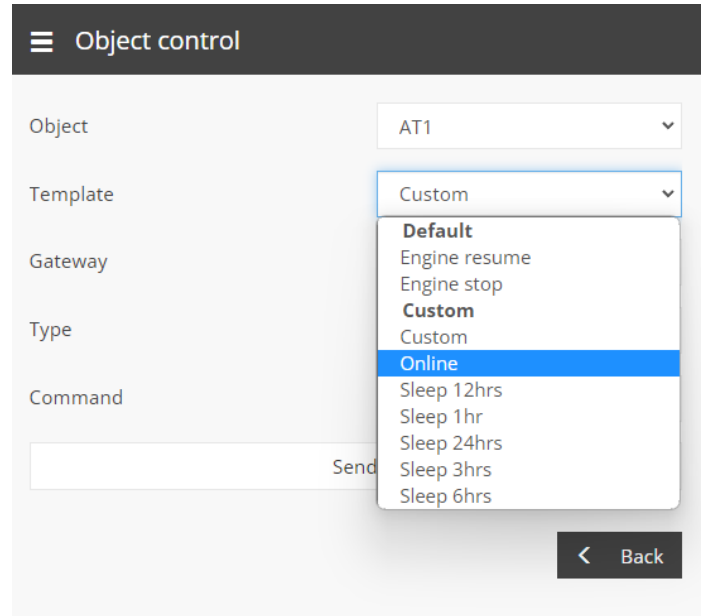 Object control
Object AT1
Template Custom
Default
Gateway Engine resume
Engine stop
Custom
Type Custom
Online
Command Sleep 12hrs
Sleep 1hr
Sleep 24hrs
Send Sleep 3hrs
Sleep 6hrs
Back